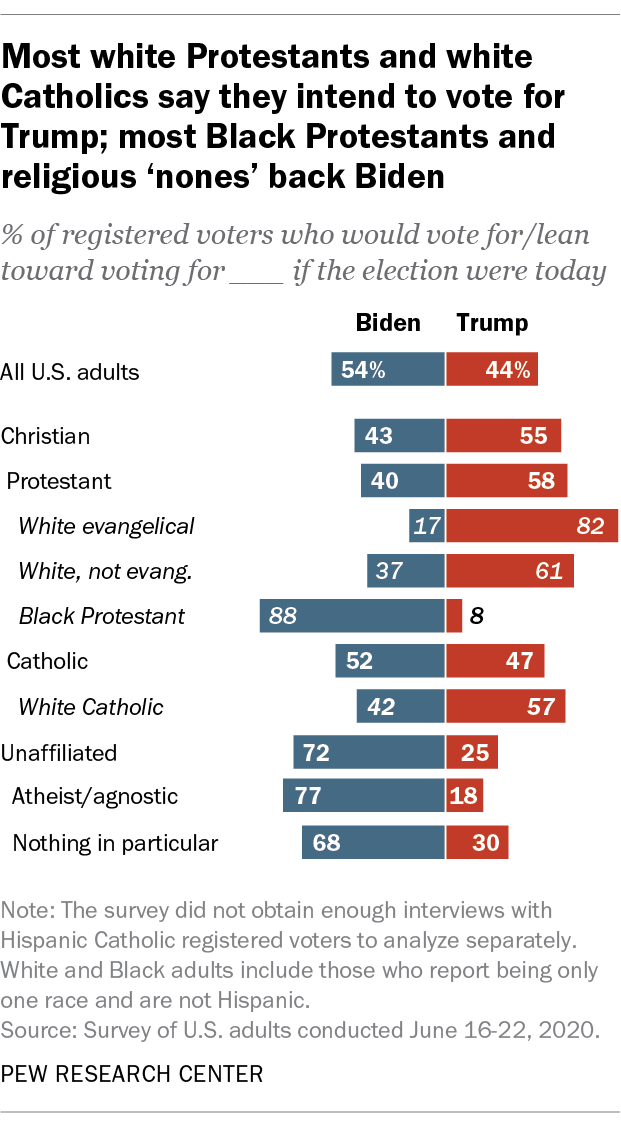 Most white Protestants and white
Catholics say they intend to vote for
Trump; most Black Protestants and
religious ‘nones’ back Biden
% of registered voters who would vote for/lean
toward voting for ___ if the election were today
Biden Trump
All U.S. adults 54% 44%
Christian 43 55
Protestant 40 58
White evangelical 17 82
White, not evang. 37 61
Black Protestant 88 8
Catholic 52 47
White Catholic 42 57
Unaffiliated 72 25
Atheist/agnostic 77 18
Nothing in particular 68 30
Note: The survey did not obtain enough interviews with
Hispanic Catholic registered voters to analyze separately.
White and Black adults include those who report being only
one race and are not Hispanic.
Source: Survey of U.S. adults conducted June 16-22, 2020.
PEW RESEARCH CENTER